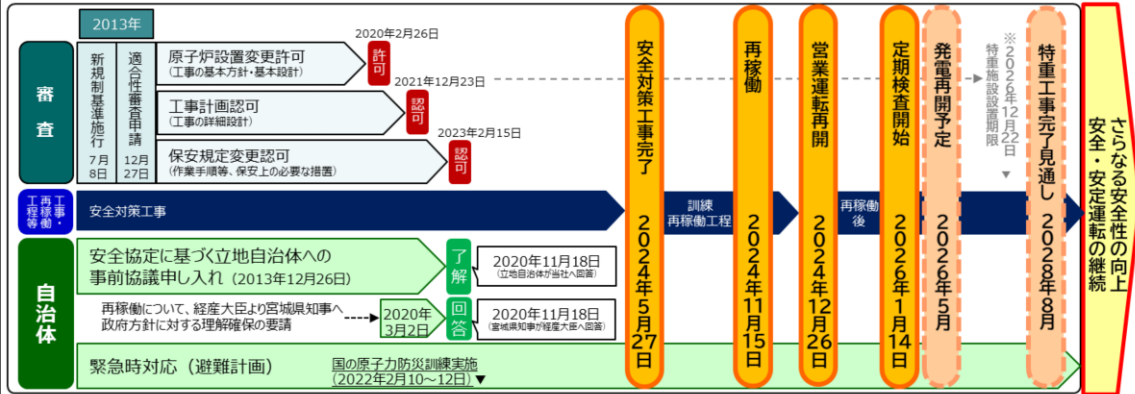 2013年
審査
新規制基準施行
7月
8日
適合性審査申請
12月
27日
原子炉設置変更許可
(工事の基本方針・基本設計)
2020年2月26日
許可
工事計画認可
(工事の詳細設計)
2021年12月23日
認可
保安規定変更認可
(作業手順等、保安上の必要な措置)
2023年2月15日
認可
工事・
再稼働
工程等
安全対策工事
訓練
再稼働工程
再稼働
後
自治体
安全協定に基づく立地自治体への
事前協議申し入れ(2013年12月26日)
了解
2020年11月18日
(立地自治体が当社へ回答)
再稼働について、経産大臣より宮城県知事へ
政府方針に対する理解確保の要請
2020年
3月2日
回答
2020年11月18日
(宮城県知事が経産大臣へ回答)
緊急時対応(避難計画)
国の原子力防災訓練実施
(2022年2月10~12日)▼
安全対策工事完了 2024年5月27日
再稼働 2024年11月15日
営業運転再開 2024年12月26日
定期検査開始 2026年1月14日
発電再開予定 2026年5月
※2026年12月22日
特重施設設置期限
▼
特重工事完了見通し 2028年8月
さらなる安全性の向上
安全・安定運転の継続